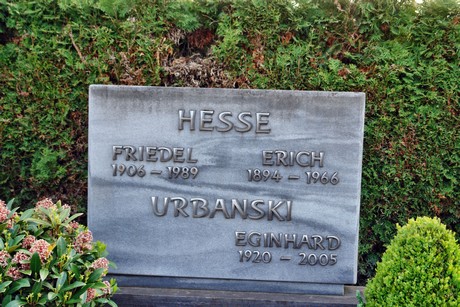 HESSE
FRIEDEL ERICH
1906 – 1989 1894 – 1966
URBANSKI
EGINHARD
1920 – 2005